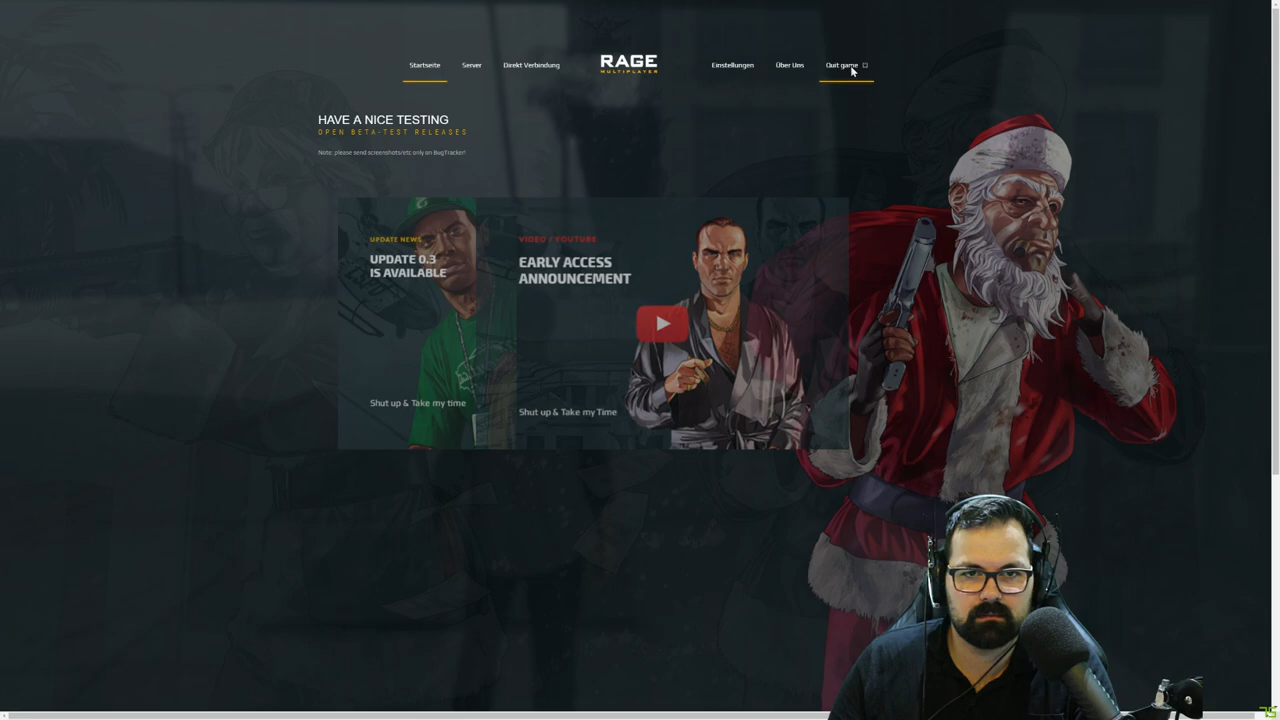 Startseite
Server
Direkt Verbindung
RAGE
MULTIPLAYER
Einstellungen
Über Uns
Quit game
HAVE A NICE TESTING
OPEN BETA-TEST RELEASES
Note: please send screenshots/etc only on BugTracker!
UPDATE NEWS
UPDATE 0.3
IS AVAILABLE
Shut up & Take my time
VIDEO / YOUTUBE
EARLY ACCESS
ANNOUNCEMENT
Shut up & Take my Time